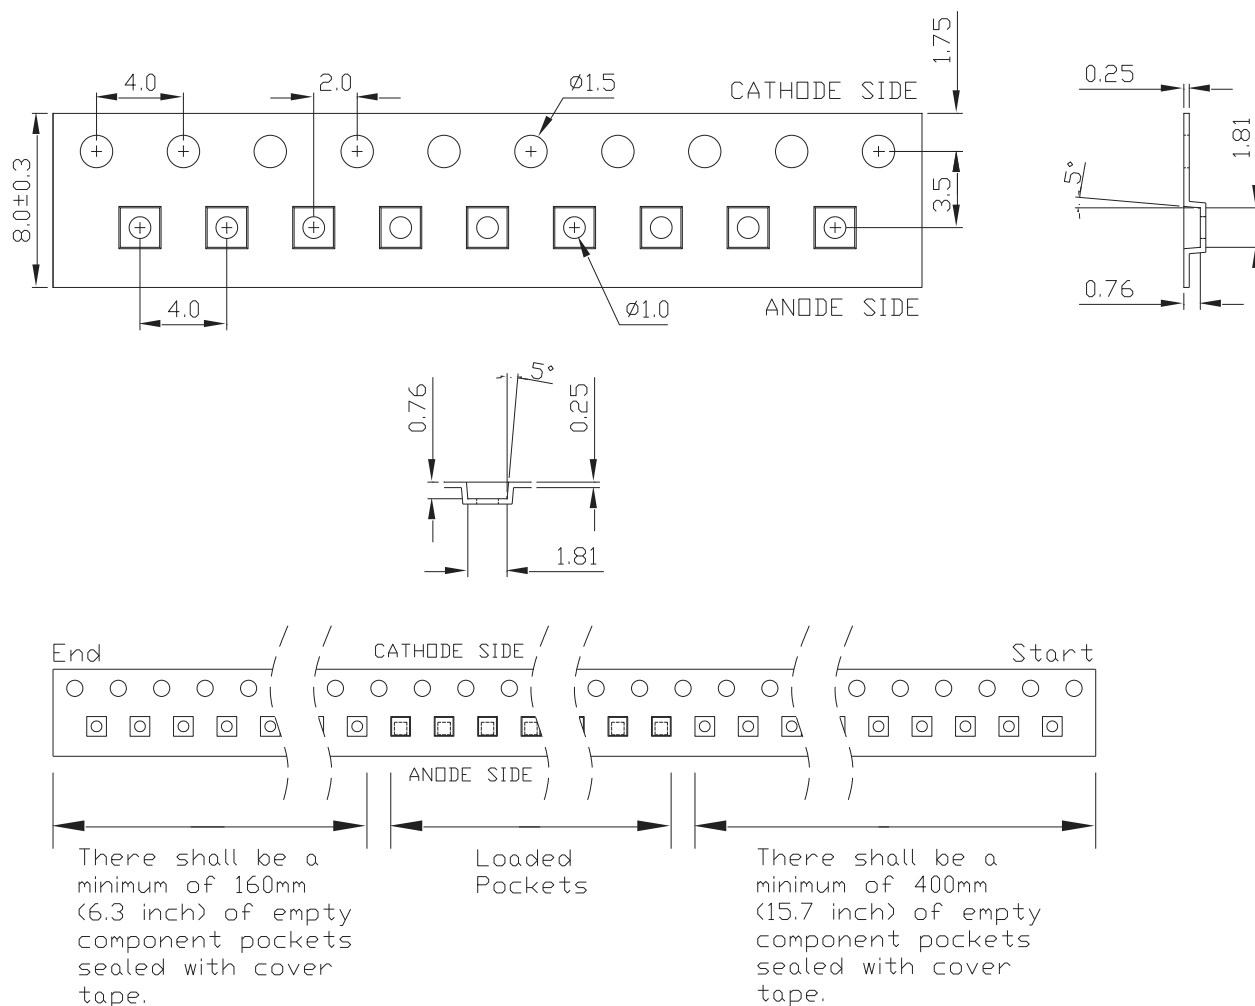 4.0
2.0
ø1.5
CATHODE SIDE
1.75
0.25
1.81
8.0±0.3
3.5
5°
4.0
ø1.0
ANODE SIDE
0.76
0.76
5°
0.25
1.81
End
CATHODE SIDE
Start
ANODE SIDE
There shall be a
minimum of 160mm
(6.3 inch) of empty
component pockets
sealed with cover
tape.
Loaded
Pockets
There shall be a
minimum of 400mm
(15.7 inch) of empty
component pockets
sealed with cover
tape.